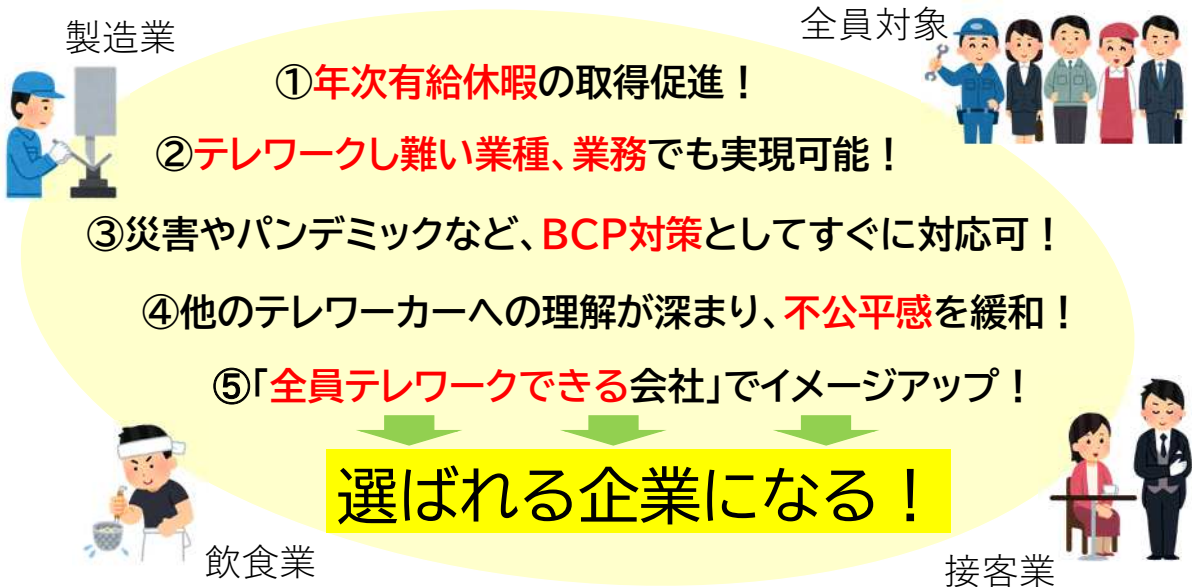 製造業
全員対象
①年次有給休暇の取得促進！
②テレワークし難い業種、業務でも実現可能！
③災害やパンデミックなど、BCP対策としてすぐに対応可！
④他のテレワーカーへの理解が深まり、不公平感を緩和！
⑤「全員テレワークできる会社」でイメージアップ！
選ばれる企業になる！
飲食業
接客業